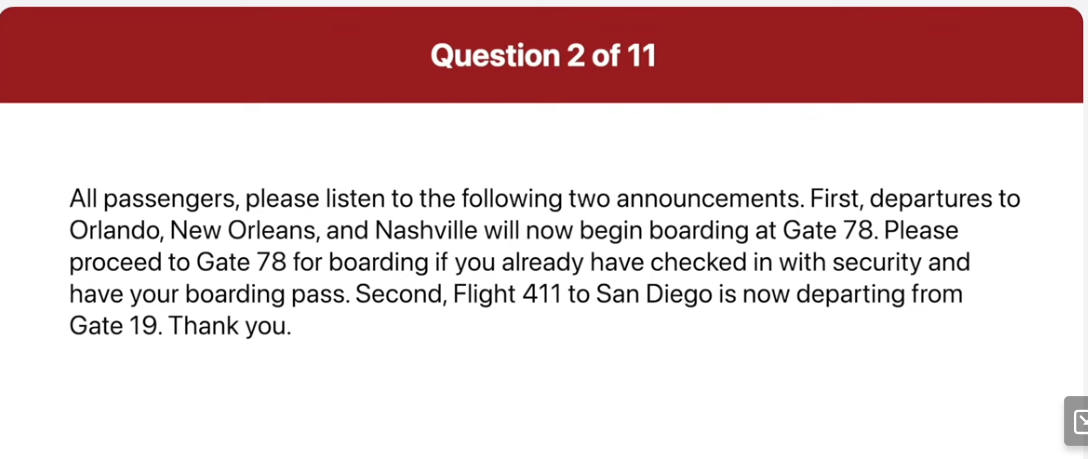 Question 2 of 11
All passengers, please listen to the following two announcements. First, departures to
Orlando, New Orleans, and Nashville will now begin boarding at Gate 78. Please
proceed to Gate 78 for boarding if you already have checked in with security and
have your boarding pass. Second, Flight 411 to San Diego is now departing from
Gate 19. Thank you.